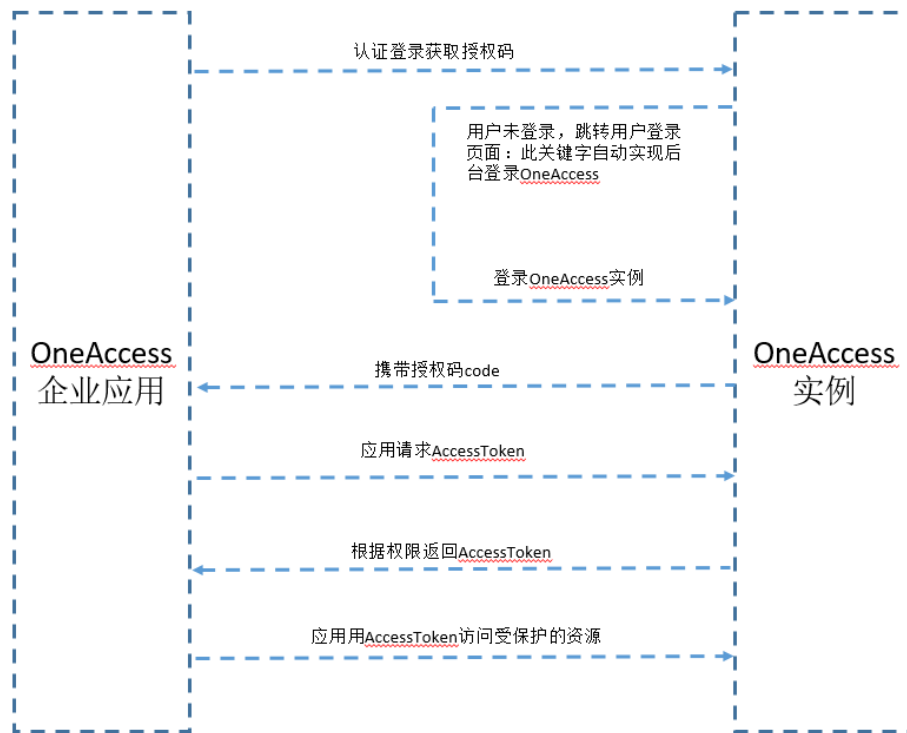 认证登录获取授权码
用户未登录，跳转用户登录
页面：此关键字自动实现后
台登录OneAccess
登录OneAccess实例
OneAccess
企业应用
OneAccess
实例
携带授权码code
应用请求AccessToken
根据权限返回AccessToken
应用用AccessToken访问受保护的资源